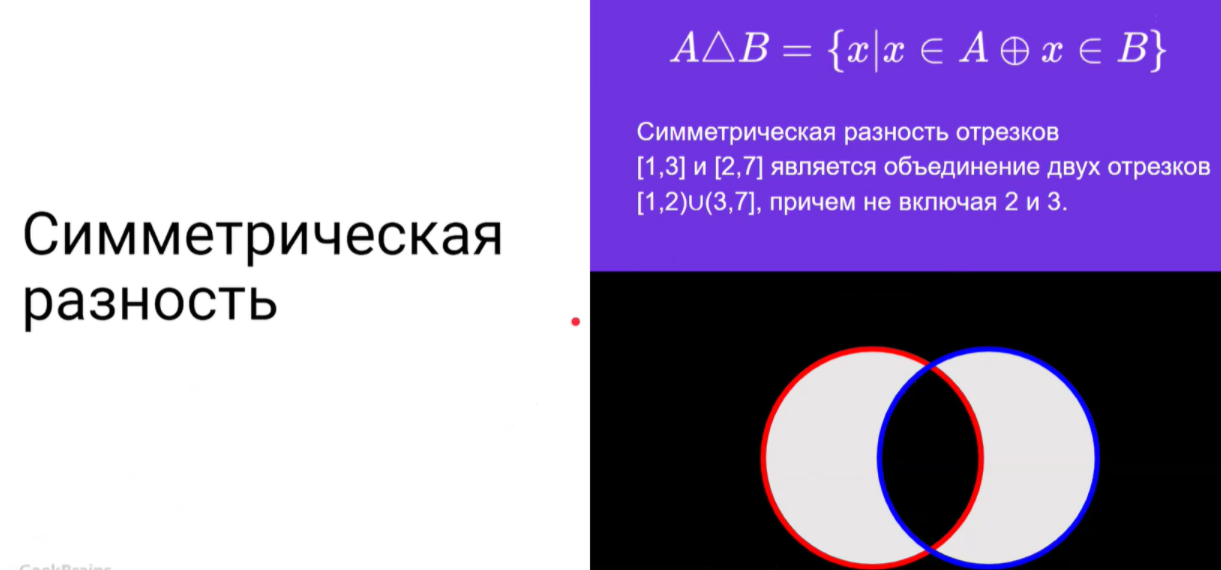 Симметрическая
разность
A△B = {x|x ∈ A ⊕ x ∈ B}
Симметрическая разность отрезков
[1,3] и [2,7] является объединение двух отрезков
[1,2)∪(3,7], причем не включая 2 и 3.